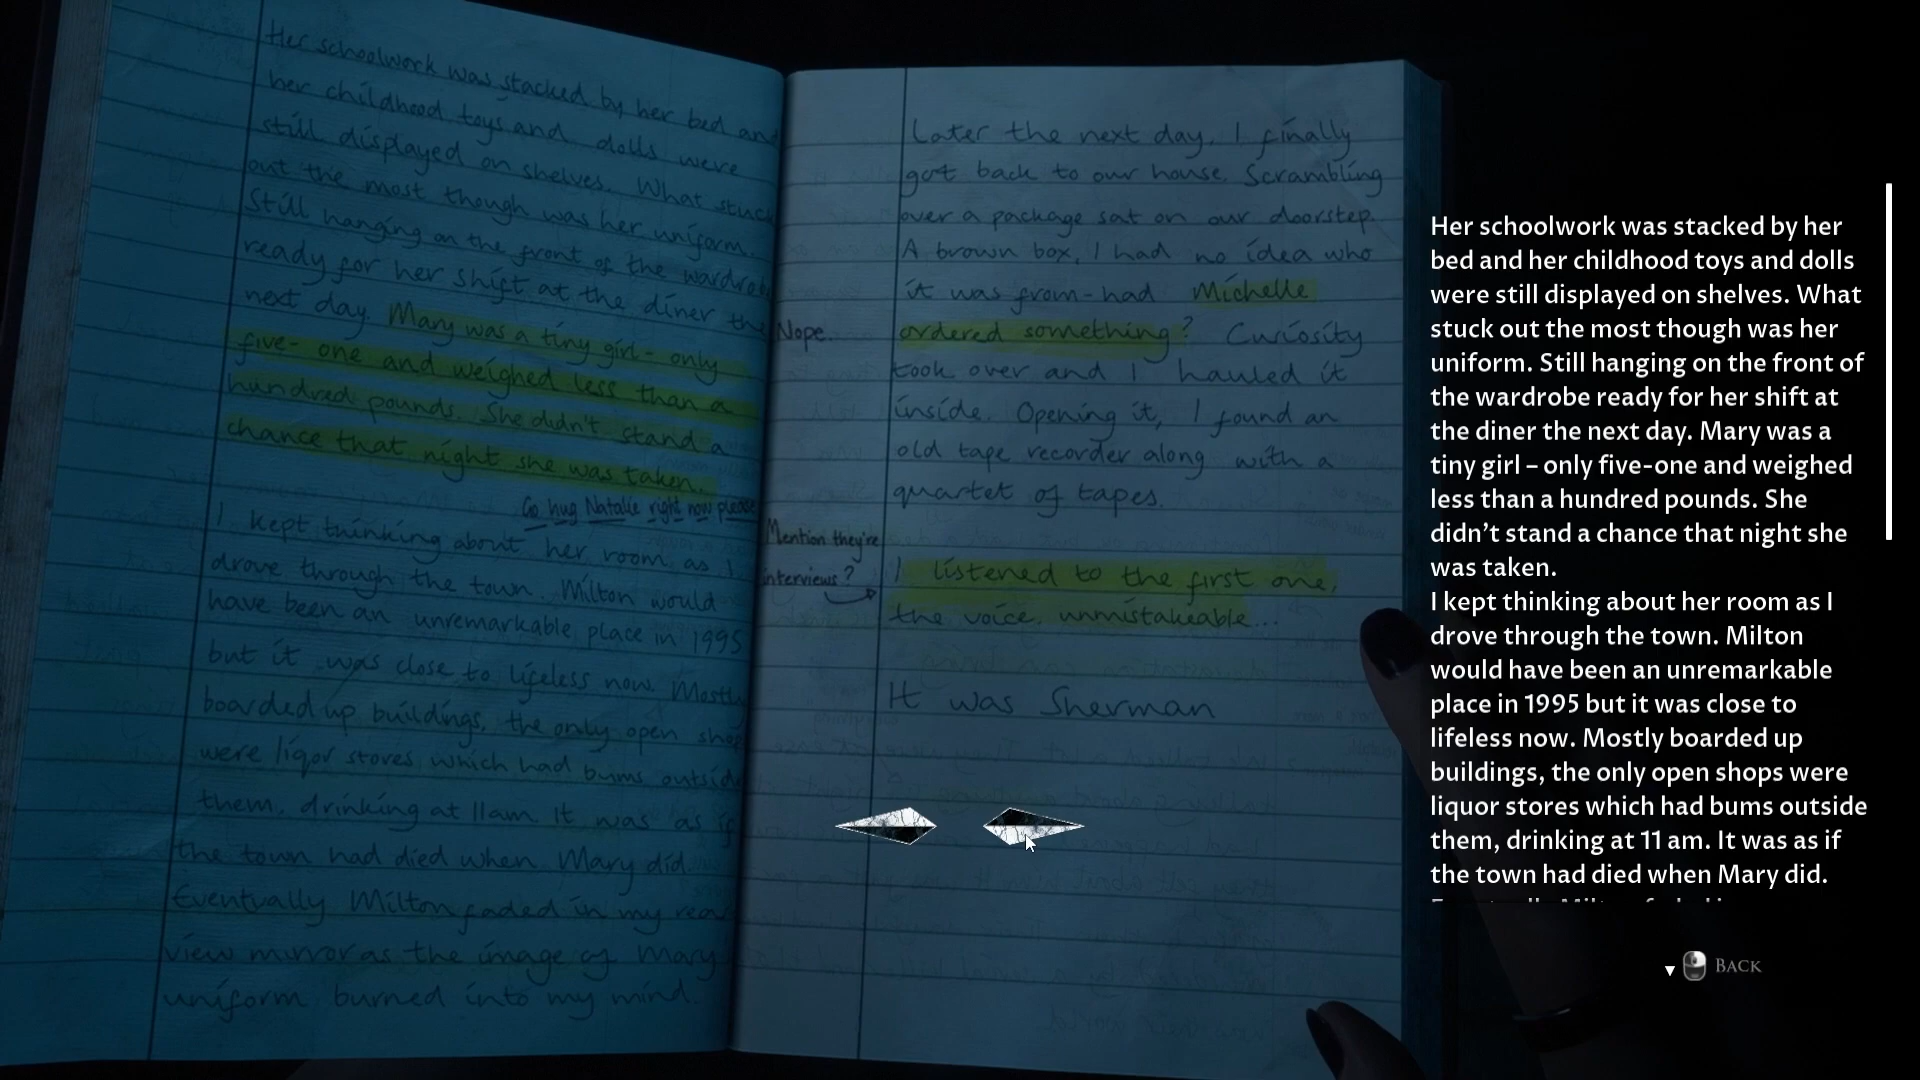 Her schoolwork was stacked by her bed and
her childhood toys and dolls were
still displayed on shelves. What stuck
out the most though was her uniform.
Still hanging on the front of the wardrobe
ready for her shift at the diner the
next day. Mary was a tiny girl - only
five-one and weighed less than a
hundred pounds. She didn't stand a
chance that night she was taken.
Go hug Natalie right now please
I kept thinking about her room as I
drove through the town. Milton would
have been an unremarkable place in 1995
but it was close to lifeless now. Mostly
boarded up buildings, the only open shops
were liqor stores which had bums outside
them, drinking at 11am. It was as if
the town had died when Mary did.
Eventually Milton faded in my rear
view mirror as the image of Mary
uniform burned into my mind.
Later the next day, I finally
got back to our house. Scrambling
over a package sat on our doorstep.
A brown box, I had no idea who
it was from - had Michelle
Nope.
ordered something? Curiosity
took over and I hauled it
inside. Opening it, I found an
old tape recorder along with a
quartet of tapes.
Mention they're
interviews?
I listened to the first one,
the voice, unmistakeable...
It was Sherman
Her schoolwork was stacked by her
bed and her childhood toys and dolls
were still displayed on shelves. What
stuck out the most though was her
uniform. Still hanging on the front of
the wardrobe ready for her shift at
the diner the next day. Mary was a
tiny girl – only five-one and weighed
less than a hundred pounds. She
didn't stand a chance that night she
was taken.
I kept thinking about her room as I
drove through the town. Milton
would have been an unremarkable
place in 1995 but it was close to
lifeless now. Mostly boarded up
buildings, the only open shops were
liquor stores which had bums outside
them, drinking at 11 am. It was as if
the town had died when Mary did.
Back